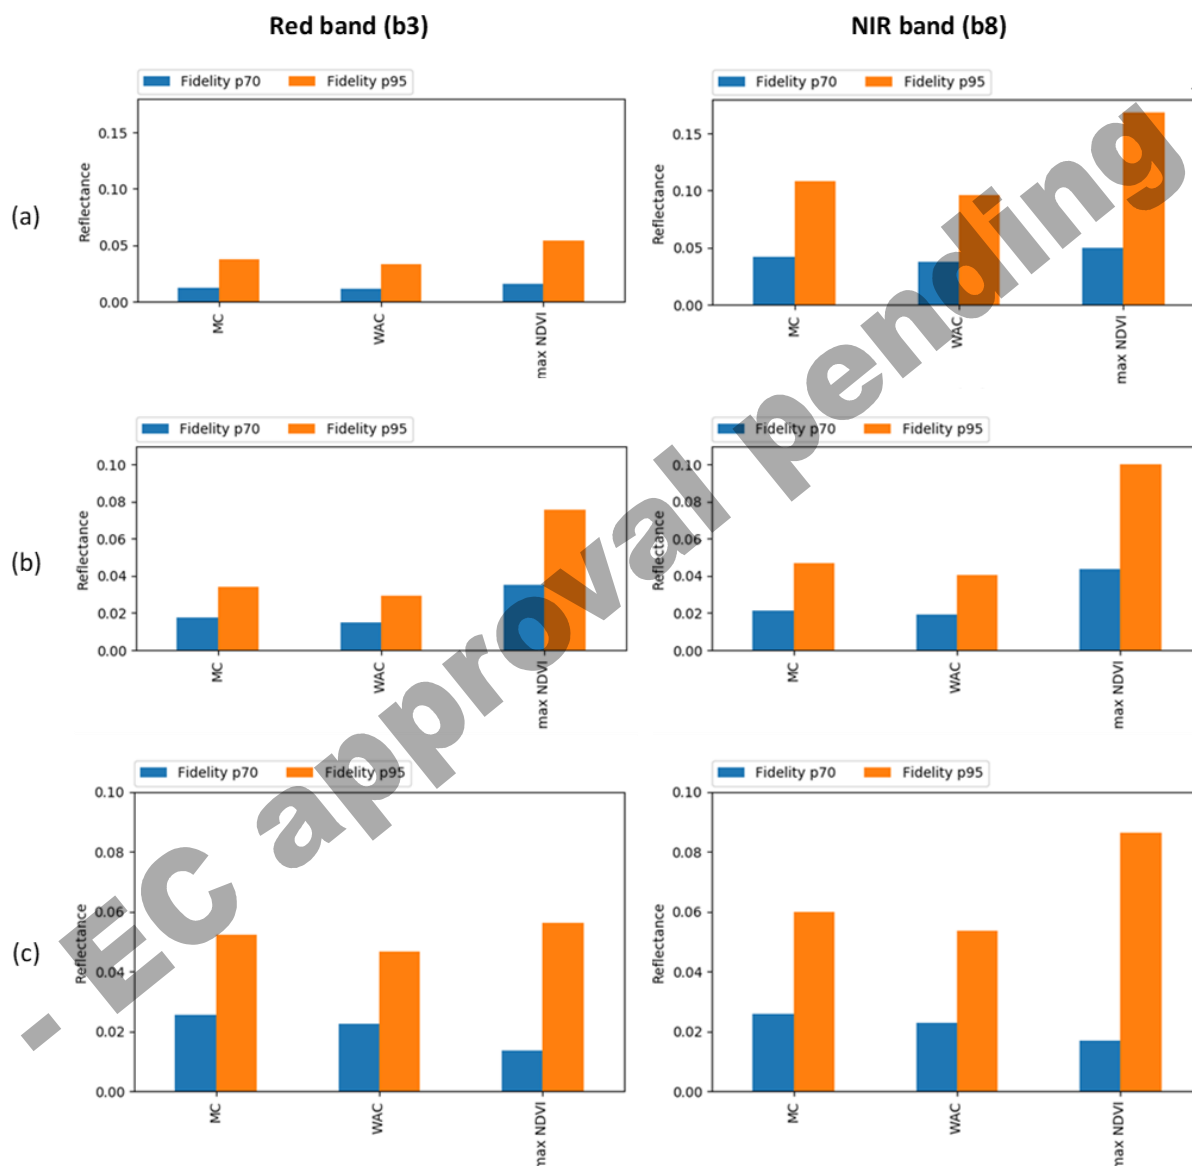 Red band (b3)
NIR band (b8)
Fidelity p70 Fidelity p95
Fidelity p70 Fidelity p95
(a)
Reflectance
0.15
0.10
0.05
0.00
MC
WAC
max NDVI
Reflectance
0.15
0.10
0.05
0.00
MC
WAC
max NDVI
Fidelity p70 Fidelity p95
Fidelity p70 Fidelity p95
(b)
Reflectance
0.10
0.08
0.06
0.04
0.02
0.00
MC
WAC
max NDVI
Reflectance
0.10
0.08
0.06
0.04
0.02
0.00
MC
WAC
max NDVI
Fidelity p70 Fidelity p95
Fidelity p70 Fidelity p95
(c)
Reflectance
0.10
0.08
0.06
0.04
0.02
0.00
MC
WAC
max NDVI
Reflectance
0.10
0.08
0.06
0.04
0.02
0.00
MC
WAC
max NDVI
- EC approval pending